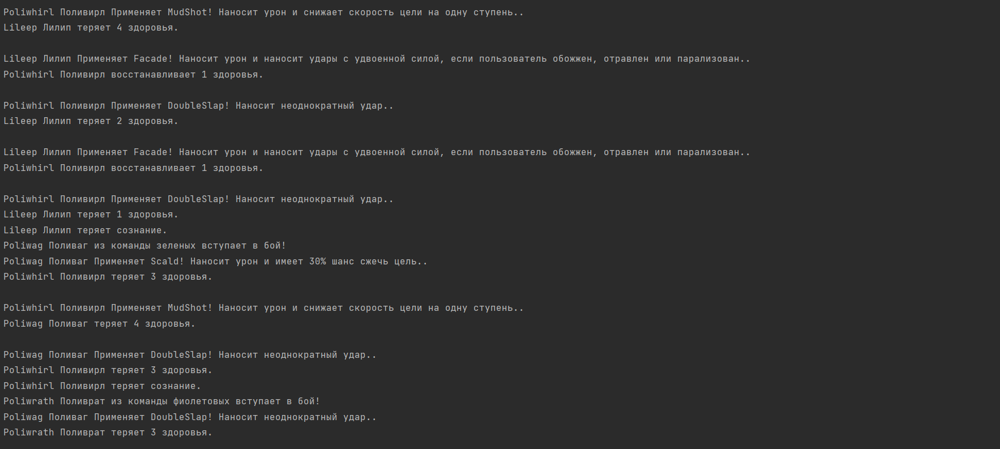 Poliwhirl Поливирл Применяет MudShot! Наносит урон и снижает скорость цели на одну ступень..
Lileep Лилип теряет 4 здоровья.
Lileep Лилип Применяет Facade! Наносит урон и наносит удары с удвоенной силой, если пользователь обожжен, отравлен или парализован..
Poliwhirl Поливирл восстанавливает 1 здоровья.
Poliwhirl Поливирл Применяет DoubleSlap! Наносит неоднократный удар..
Lileep Лилип теряет 2 здоровья.
Lileep Лилип Применяет Facade! Наносит урон и наносит удары с удвоенной силой, если пользователь обожжен, отравлен или парализован..
Poliwhirl Поливирл восстанавливает 1 здоровья.
Poliwhirl Поливирл Применяет DoubleSlap! Наносит неоднократный удар..
Lileep Лилип теряет 1 здоровья.
Lileep Лилип теряет сознание.
Poliwag Поливаг из команды зеленых вступает в бой!
Poliwag Поливаг Применяет Scald! Наносит урон и имеет 30% шанс сжечь цель..
Poliwhirl Поливирл теряет 3 здоровья.
Poliwhirl Поливирл Применяет MudShot! Наносит урон и снижает скорость цели на одну ступень..
Poliwag Поливаг теряет 4 здоровья.
Poliwag Поливаг Применяет DoubleSlap! Наносит неоднократный удар..
Poliwhirl Поливирл теряет 3 здоровья.
Poliwhirl Поливирл теряет сознание.
Poliwrath Поливрат из команды фиолетовых вступает в бой!
Poliwag Поливаг Применяет DoubleSlap! Наносит неоднократный удар..
Poliwrath Поливрат теряет 3 здоровья.